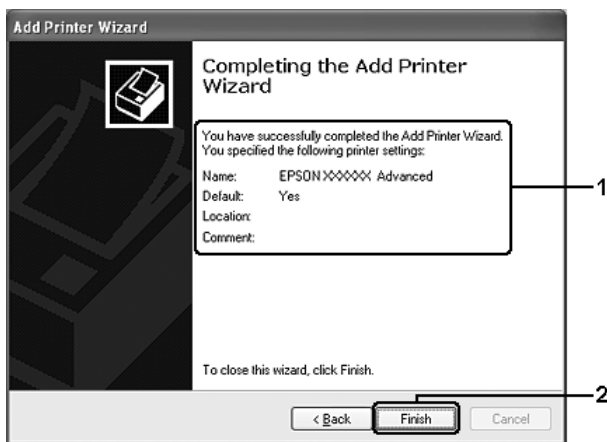 Add Printer Wizard
Completing the Add Printer
Wizard
You have successfully completed the Add Printer Wizard.
You specified the following printer settings:
Name: EPSON XXXXXX Advanced
Default: Yes
Location:
Comment:
1
To close this wizard, click Finish.
2
< Back Finish Cancel